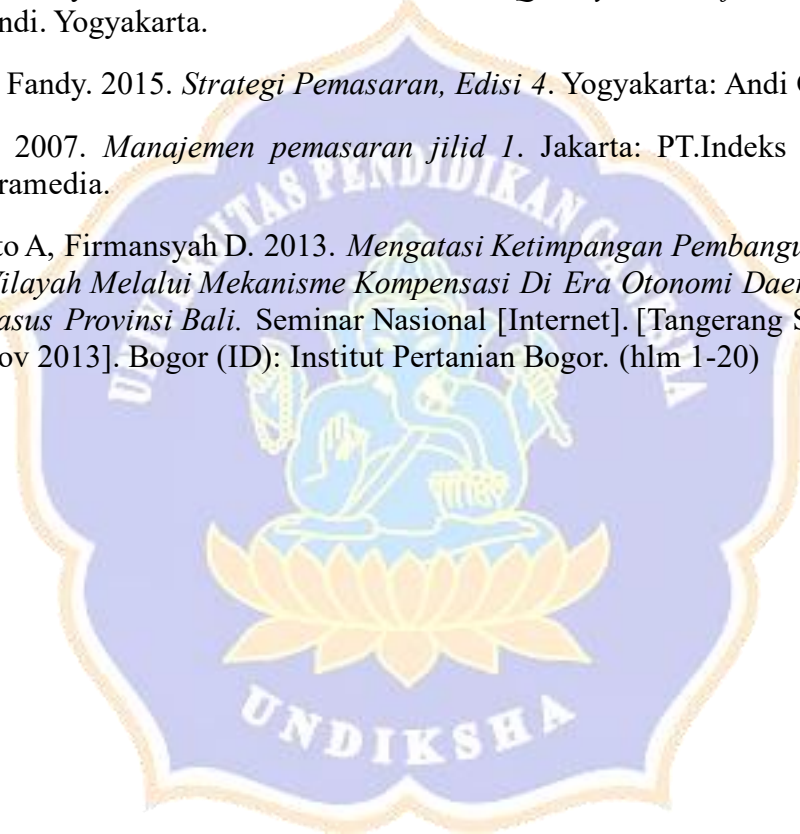 ndi. Yogyakarta.
Fandy. 2015. Strategi Pemasaran, Edisi 4. Yogyakarta: Andi
2007. Manajemen pemasaran jilid 1. Jakarta: PT.Indeks
ramedia.
to A, Firmansyah D. 2013. Mengatasi Ketimpangan Pembangu
Wilayah Melalui Mekanisme Kompensasi Di Era Otonomi Daer
asus Provinsi Bali. Seminar Nasional [Internet]. [Tangerang S
ov 2013]. Bogor (ID): Institut Pertanian Bogor. (hlm 1-20)
UNIVERSITAS PENDIDIKAN GANESHA
UNDIKSHA